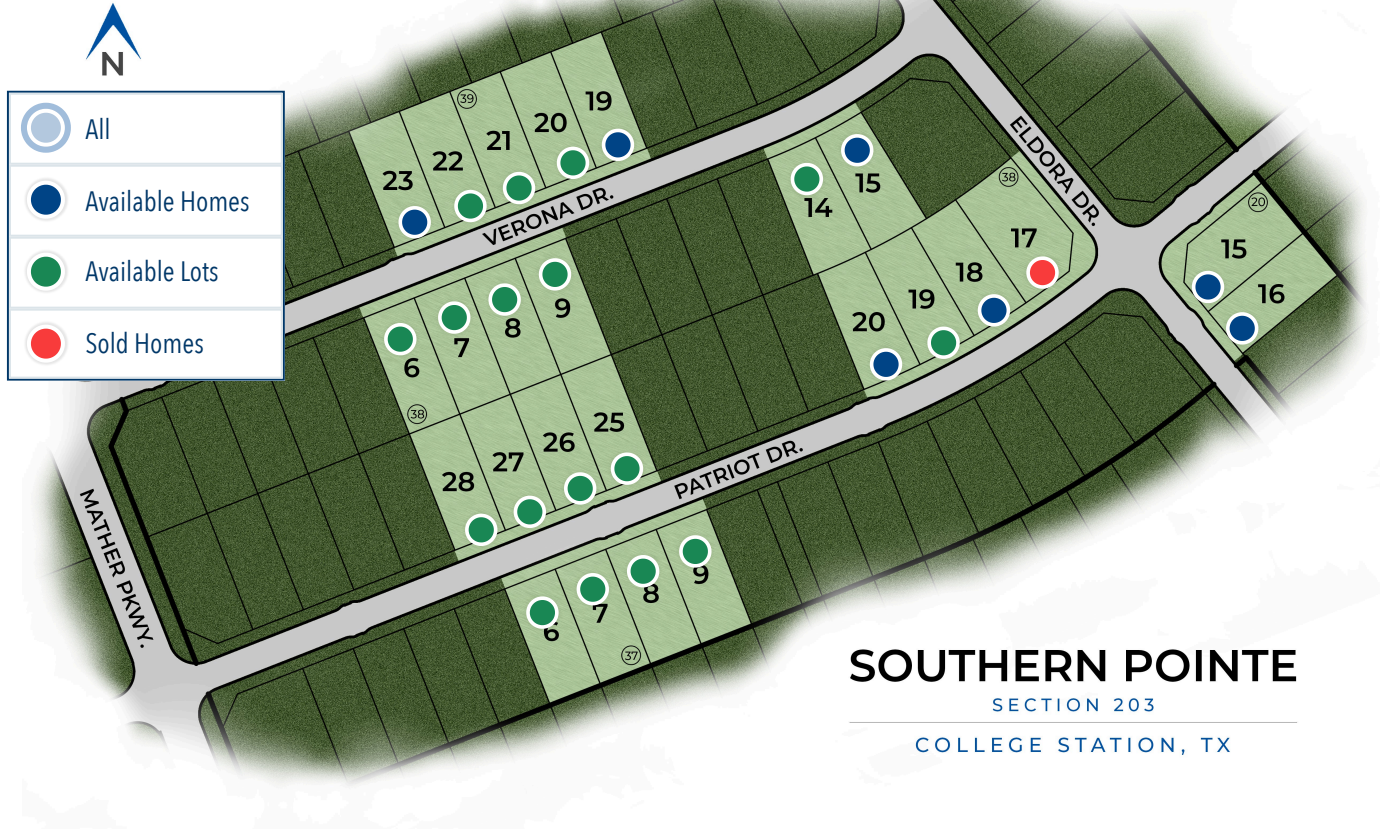 N
All
Available Homes
Available Lots
Sold Homes
39
19
20
21
22
23
VERONA DR.
ELDORA DR.
14
15
38
17
18
19
20
20
15
16
6
7
8
9
38
25
26
27
28
PATRIOT DR.
MATHER PKWY.
6
7
8
9
37
SOUTHERN POINTE
SECTION 203
COLLEGE STATION, TX